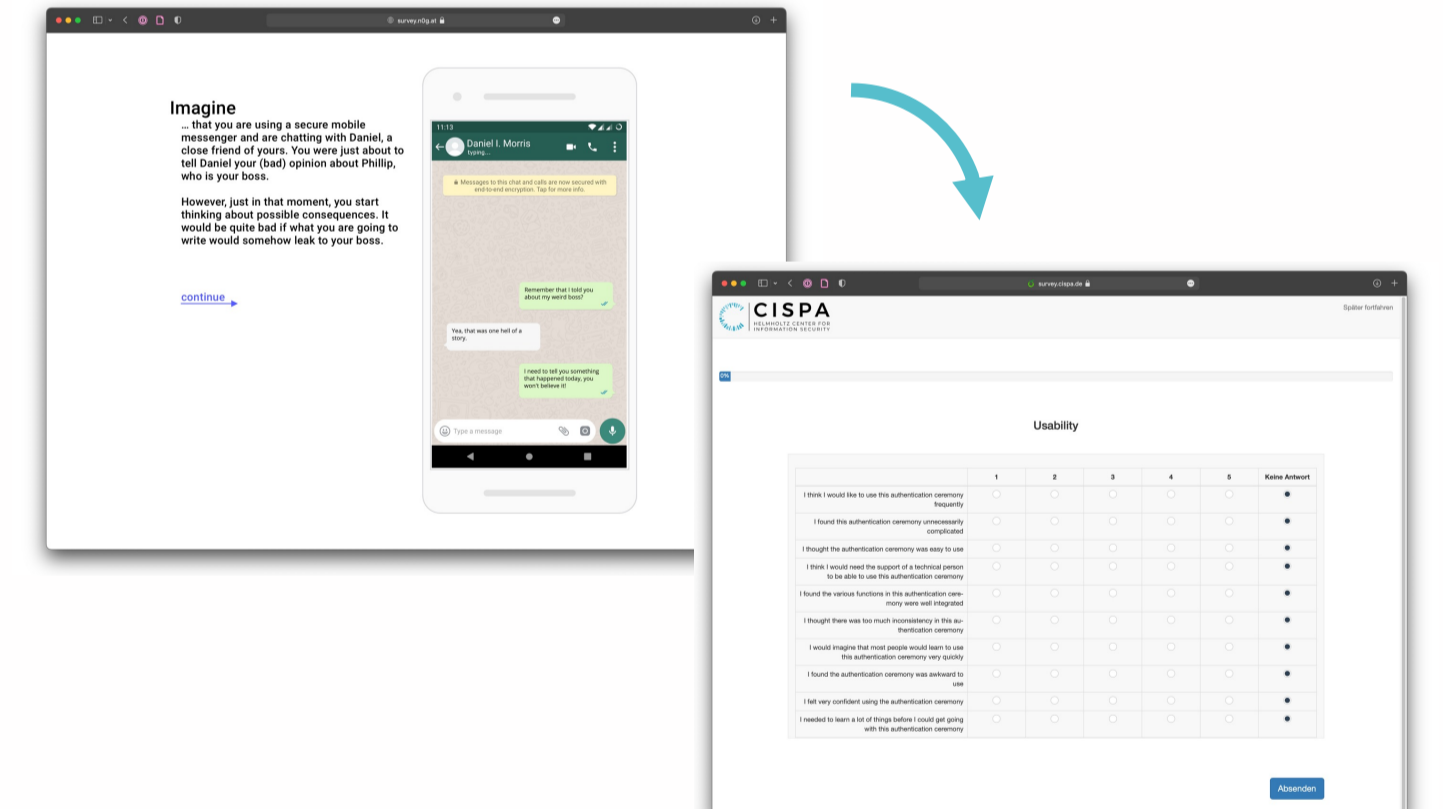 survey.n0g.at
Imagine
... that you are using a secure mobile
messenger and are chatting with Daniel, a
close friend of yours. You were just about to
tell Daniel your (bad) opinion about Phillip,
who is your boss.
However, just in that moment, you start
thinking about possible consequences. It
would be quite bad if what you are going to
write would somehow leak to your boss.
continue
11:13
Daniel I. Morris
typing...
Messages to this chat and calls are now secured with
end-to-end encryption. Tap for more info.
Remember that I told you
about my weird boss?
Yea, that was one hell of a
story.
I need to tell you something
that happened today, you
won't believe it!
Type a message
survey.cispa.de
CISPA
HELMHOLTZ CENTER FOR
INFORMATION SECURITY
Später fortfahren
0%
Usability
1 2 3 4 5 Keine Antwort
I think I would like to use this authentication ceremony
frequently
I found this authentication ceremony unnecessarily
complicated
I thought the authentication ceremony was easy to use
I think I would need the support of a technical person
to be able to use this authentication ceremony
I found the various functions in this authentication cere-
mony were well integrated
I thought there was too much inconsistency in this au-
thentication ceremony
I would imagine that most people would learn to use
this authentication ceremony very quickly
I found the authentication ceremony was awkward to
use
I felt very confident using the authentication ceremony
I needed to learn a lot of things before I could get going
with this authentication ceremony
Absenden